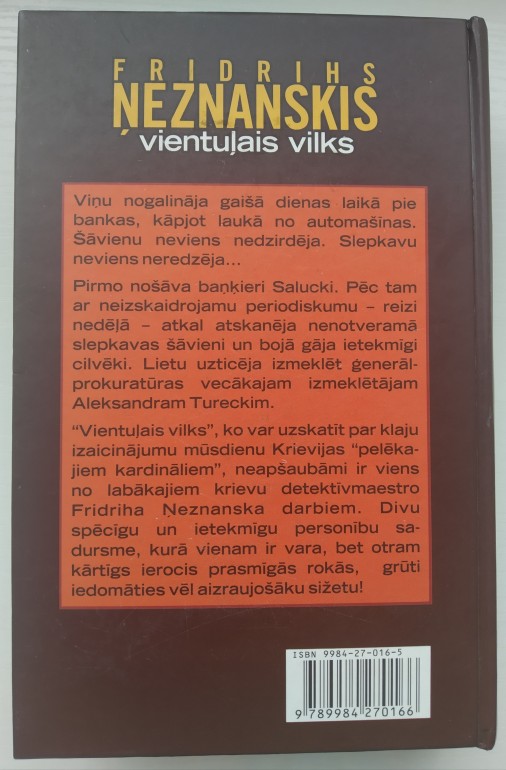 FRIDRIHS
ŅEZNANSKIS
vientuļais vilks
Viņu nogalināja gaišā dienas laikā pie
bankas, kāpjot laukā no automašīnas.
Šāvienu neviens nedzirdēja. Slepkavu
neviens neredzēja...
Pirmo nošāva baņķieri Salucki. Pēc tam
ar neizskaidrojamu periodiskumu – reizi
nedēļā – atkal atskanēja nenotveramā
slepkavas šāvieni un bojā gāja ietekmīgi
cilvēki. Lietu uzticēja izmeklēt ģenerāl-
prokuratūras vecākajam izmeklētājam
Aleksandram Tureckim.
“Vientuļais vilks”, ko var uzskatīt par klaju
izaicinājumu mūsdienu Krievijas “pelēka-
jiem kardināliem”, neapšaubāmi ir viens
no labākajiem krievu detektīvmaestro
Fridriha Ņeznanska darbiem. Divu
spēcīgu un ietekmīgu personību sa-
dursme, kurā vienam ir vara, bet otram
kārtīgs ierocis prasmīgās rokās, grūti
iedomāties vēl aizraujošāku sižetu!
ISBN 9984-27-016-5
9 789984 270166